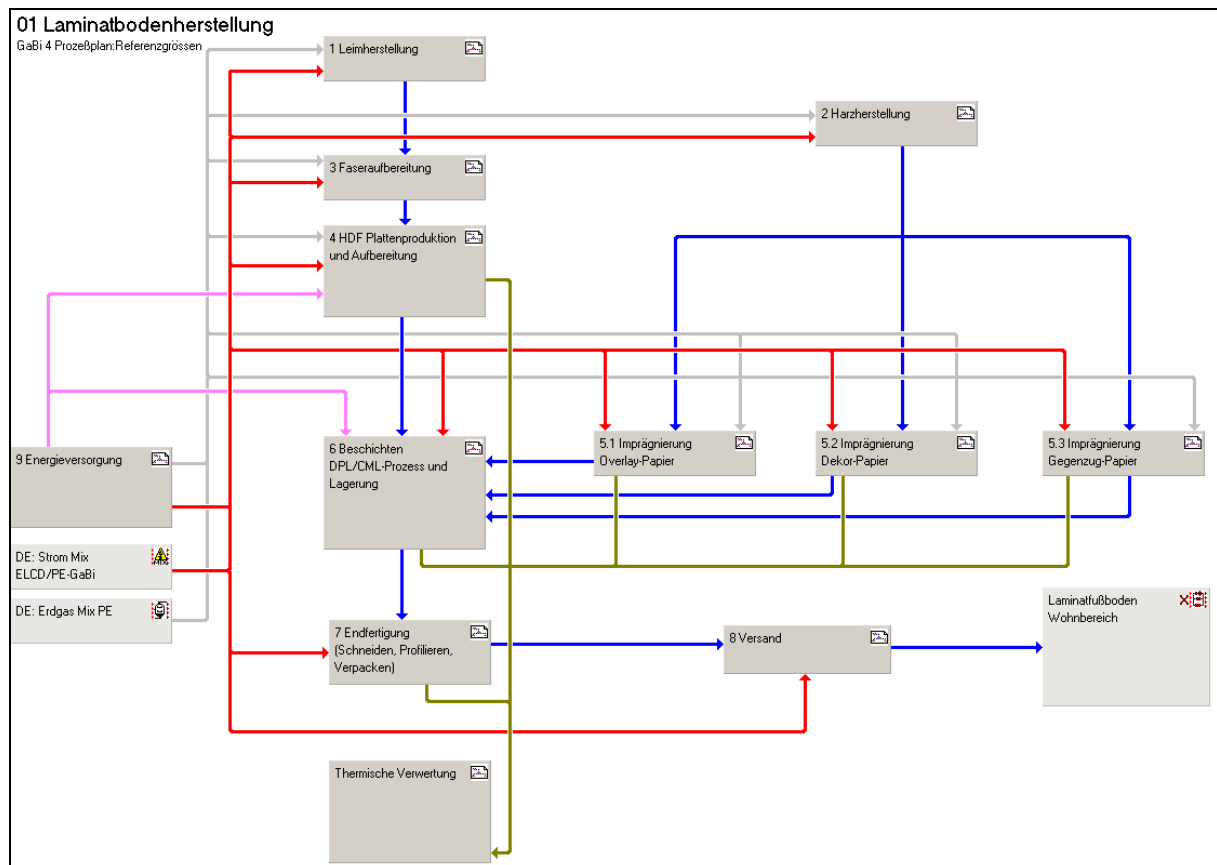 01 Laminatbodenherstellung
GaBi 4 Prozeßplan:Referenzgrössen
1 Leimherstellung
2 Harzherstellung
3 Faseraufbereitung
4 HDF Plattenproduktion
und Aufbereitung
9 Energieversorgung
6 Beschichten
DPL/CML-Prozess und
Lagerung
5.1 Imprägnierung
Overlay-Papier
5.2 Imprägnierung
Dekor-Papier
5.3 Imprägnierung
Gegenzug-Papier
DE: Strom Mix
ELCD/PE-GaBi
DE: Erdgas Mix PE
7 Endfertigung
(Schneiden, Profilieren,
Verpacken)
8 Versand
Laminatfußboden
Wohnbereich
Thermische Verwertung